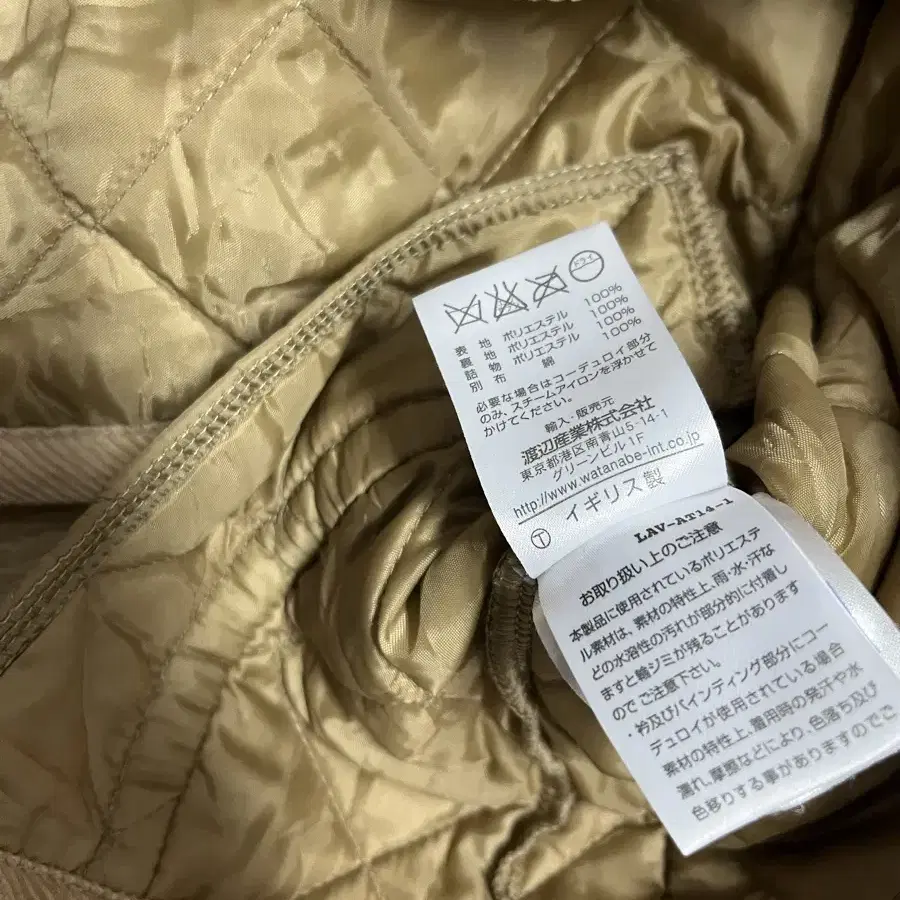 ドライ
表 地 ポリエステル 100%
裏 地 ポリエステル 100%
詰 物 ポリエステル 100%
別 布 綿 100%
必要な場合はコーデュロイ部分
のみ、スチームアイロンを浮かせて
かけてください。
輸入・販売元
渡辺産業株式会社
東京都港区南青山5-14-1
グリーンビル1F
http://www.watanabe-int.co.jp
T イギリス製
LAV-AT14-1
お取り扱い上のご注意
本製品に使用されているポリエステ
ル素材は、素材の特性上、雨・水・汗な
どの水溶性の汚れが部分的に付着し
ますと輪ジミが残ることがあります
のでご注意下さい。
・衿及びパインディング部分にコー
デュロイが使用されている場合
素材の特性上、着用時の発汗や水
濡れ、摩擦などにより、色落ち及び
色移りする事がありますのでご